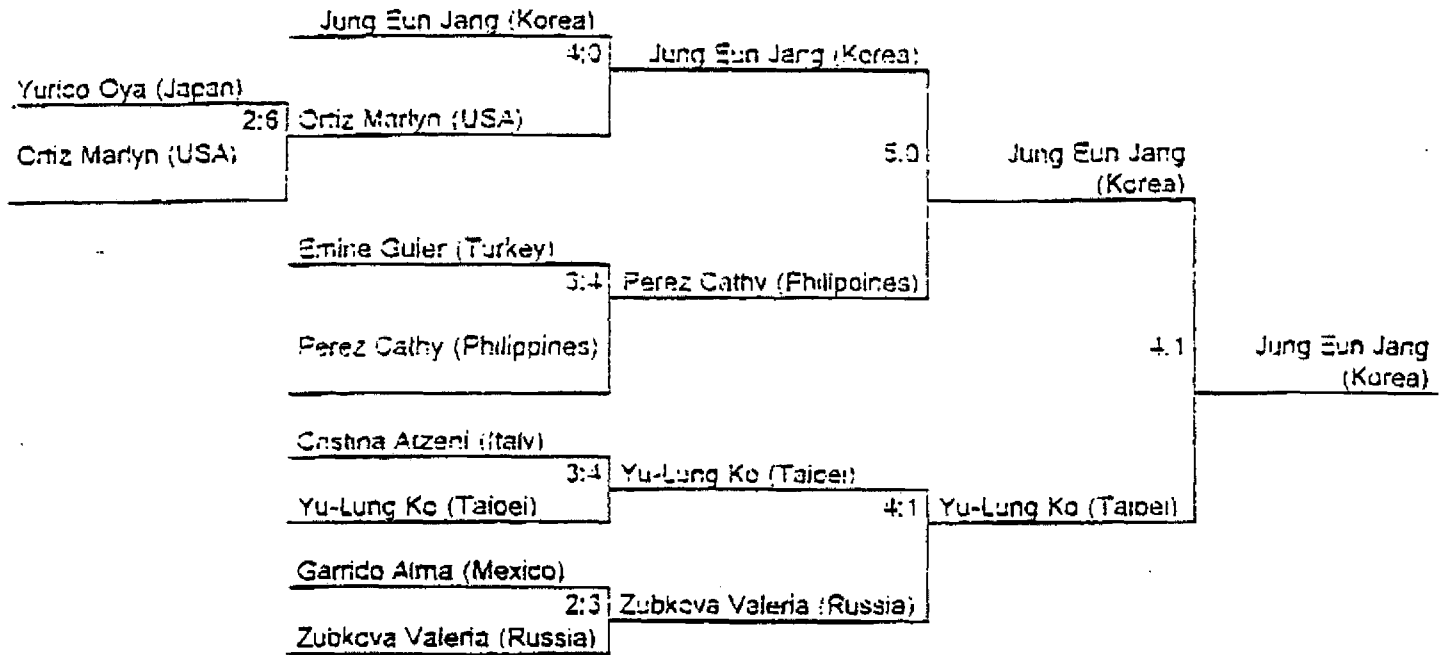 Jung Eun Jang (Korea)
4:0
Jung Eun Jang (Korea)
Yurico Oya (Japan)
2:6
Ortiz Marlyn (USA)
Ortiz Marlyn (USA)
5.0
Jung Eun Jang
(Korea)
Emine Guler (Turkey)
3:4
Perez Cathy (Philippines)
Perez Cathy (Philippines)
4.1
Jung Eun Jang
(Korea)
Cristina Atzeni (Italy)
3:4
Yu-Lung Ko (Taipei)
Yu-Lung Ko (Taipei)
4:1
Yu-Lung Ko (Taipei)
Garrido Alma (Mexico)
2:3
Zubkova Valeria (Russia)
Zubkova Valeria (Russia)